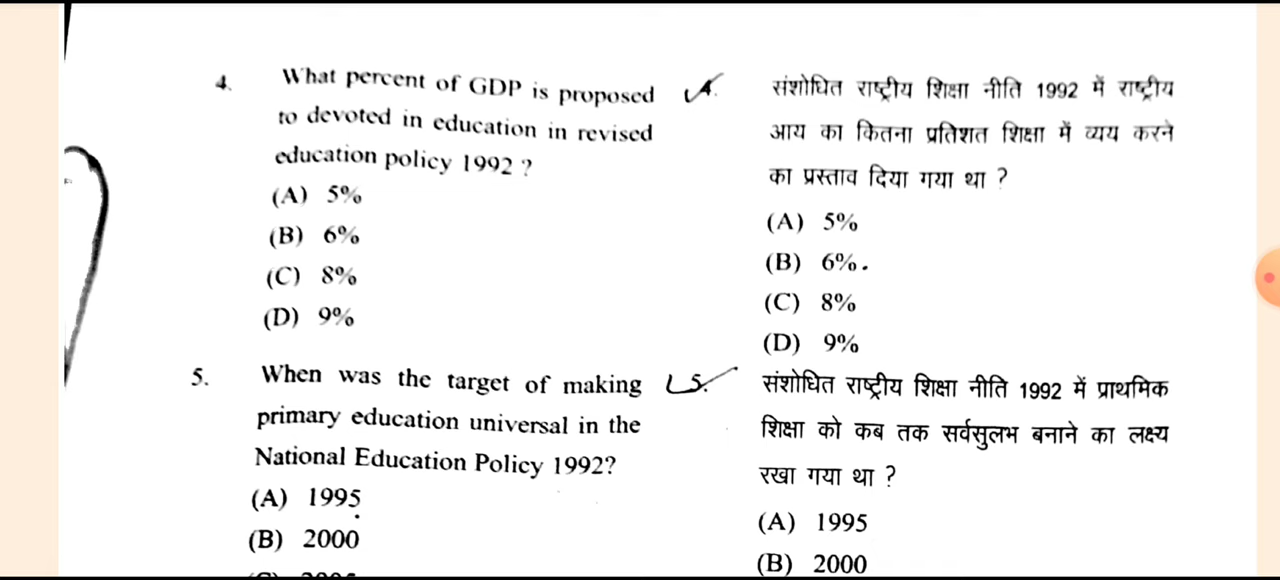 4. What percent of GDP is proposed
to devoted in education in revised
education policy 1992 ?
(A) 5%
(B) 6%
(C) 8%
(D) 9%
5. When was the target of making
primary education universal in the
National Education Policy 1992?
(A) 1995
(B) 2000
4. संशोधित राष्ट्रीय शिक्षा नीति 1992 में राष्ट्रीय
आय का कितना प्रतिशत शिक्षा में व्यय करने
का प्रस्ताव दिया गया था ?
(A) 5%
(B) 6%
(C) 8%
(D) 9%
5. संशोधित राष्ट्रीय शिक्षा नीति 1992 में प्राथमिक
शिक्षा को कब तक सर्वसुलभ बनाने का लक्ष्य
रखा गया था ?
(A) 1995
(B) 2000